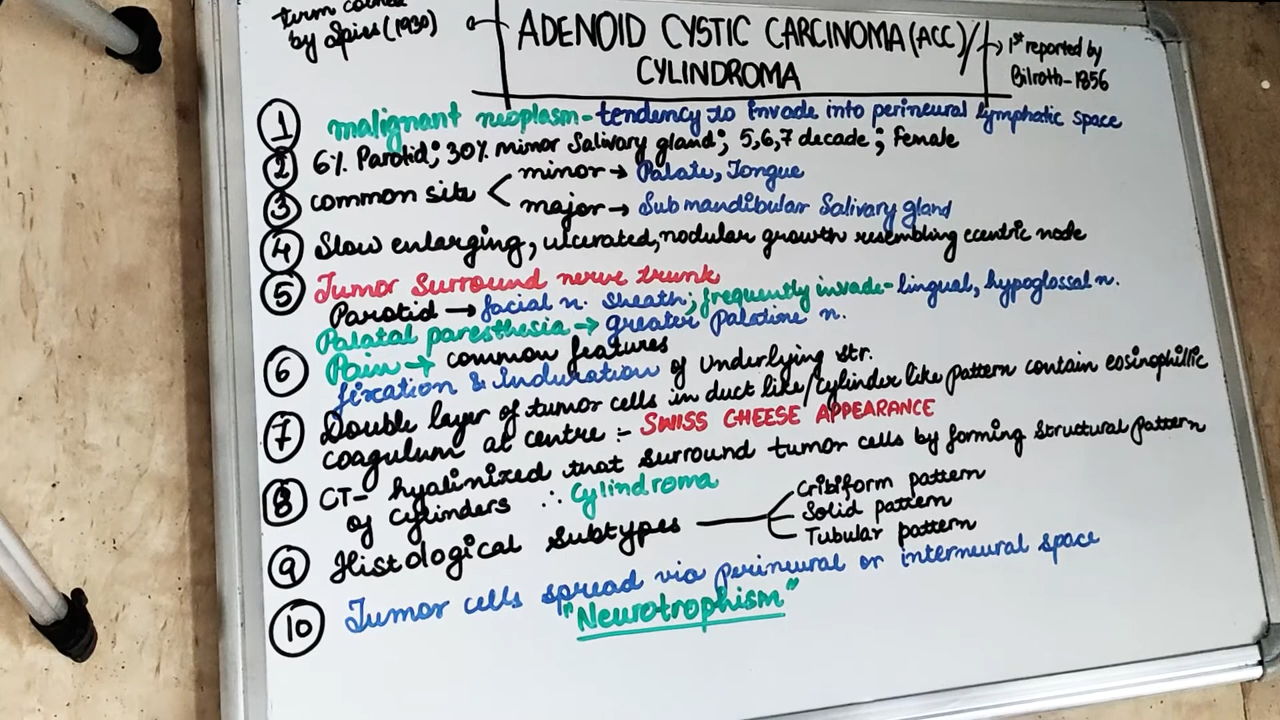 term coined
by Spies (1930)
ADENOID CYSTIC CARCINOMA (ACC)/
CYLINDROMA
1st reported by
Bilroth-1856
① malignant neoplasm - tendency to invade into perineural lymphatic space
② 6% Parotid; 30% minor Salivary gland; 5,6,7 decade; Female
③ common site < minor → Palate, Tongue
major → Submandibular Salivary gland
④ Slow enlarging, ulcerated, nodular growth resembling eccentric node
⑤ Tumor Surround nerve trunk
Parotid → facial n. sheath; frequently invade - lingual, hypoglossal n.
Palatal paresthesia → greater Palatine n.
⑥ Pain → common features
fixation & Induration of underlying str.
⑦ Double layer of tumor cells in duct like/cylinder like pattern contain eosinophillic
coagulum at centre :- SWISS CHEESE APPEARANCE
⑧ CT- hyalinized that surround tumor cells by forming structural pattern
of cylinders ∴ Cylindroma
⑨ Histological Subtypes
Cribiform pattern
Solid pattern
Tubular pattern
⑩ Tumor cells spread via perineural or interneural space
"Neurotrophism"